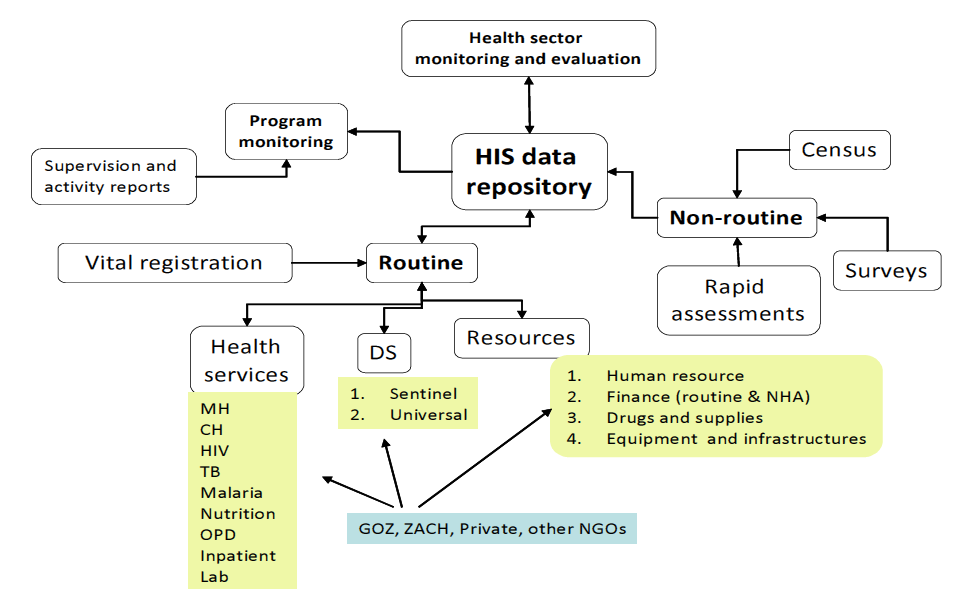 Health sector
monitoring and evaluation
Program
monitoring
Supervision and
activity reports
HIS data
repository
Census
Non-routine
Surveys
Rapid
assessments
Vital registration
Routine
Health
services
DS
Resources
MH
CH
HIV
TB
Malaria
Nutrition
OPD
Inpatient
Lab
1. Sentinel
2. Universal
1. Human resource
2. Finance (routine & NHA)
3. Drugs and supplies
4. Equipment and infrastructures
GOZ, ZACH, Private, other NGOs